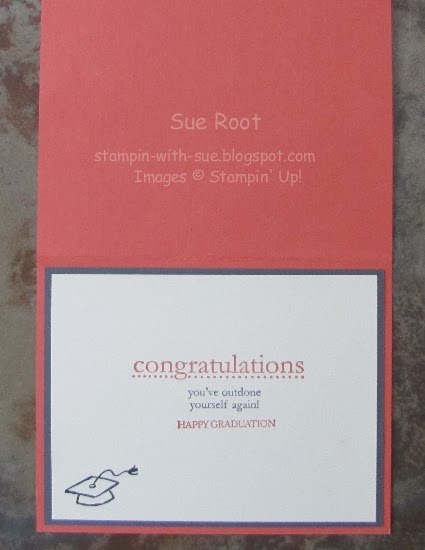 Sue Root
stampin-with-sue.blogspot.com
Images © Stampin' Up!
congratulations
you've outdone
yourself again!
HAPPY GRADUATION